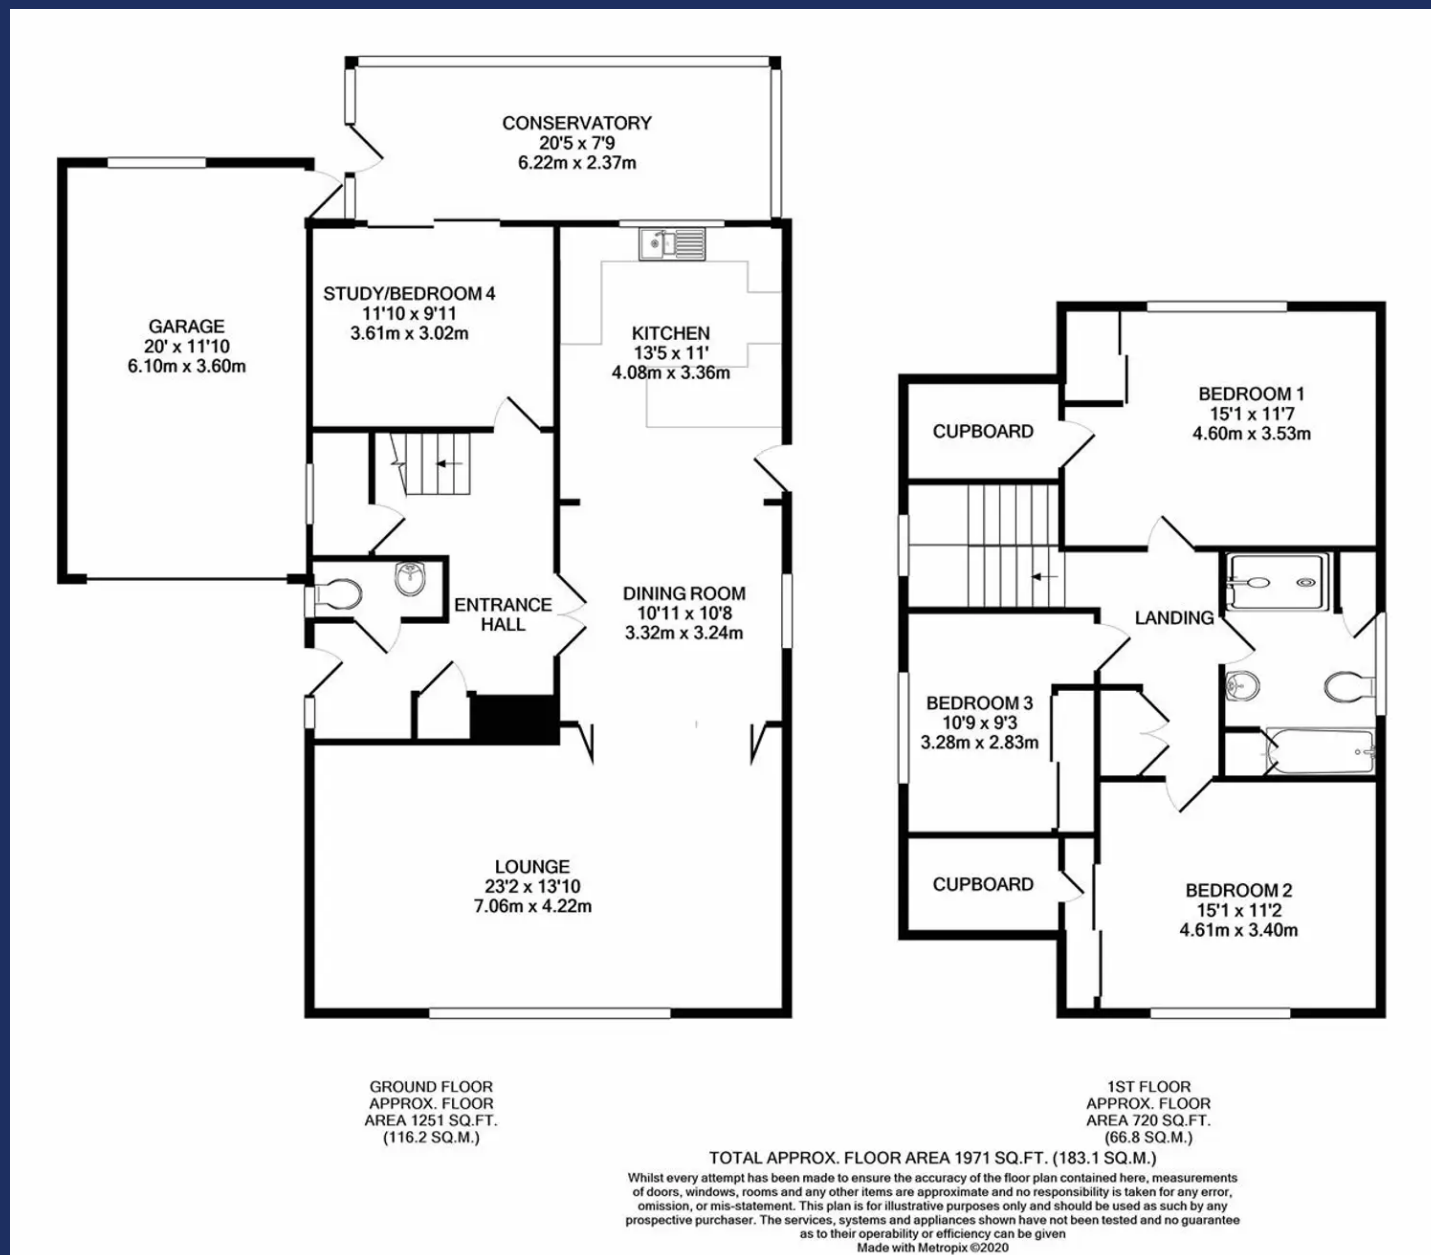 CONSERVATORY
20'5 x 7'9
6.22m x 2.37m
GARAGE
20' x 11'10
6.10m x 3.60m
STUDY/BEDROOM 4
11'10 x 9'11
3.61m x 3.02m
KITCHEN
13'5 x 11'
4.08m x 3.36m
ENTRANCE
HALL
DINING ROOM
10'11 x 10'8
3.32m x 3.24m
LOUNGE
23'2 x 13'10
7.06m x 4.22m
GROUND FLOOR
APPROX. FLOOR
AREA 1251 SQ.FT.
(116.2 SQ.M.)
BEDROOM 1
15'1 x 11'7
4.60m x 3.53m
CUPBOARD
LANDING
BEDROOM 3
10'9 x 9'3
3.28m x 2.83m
CUPBOARD
BEDROOM 2
15'1 x 11'2
4.61m x 3.40m
1ST FLOOR
APPROX. FLOOR
AREA 720 SQ.FT.
(66.8 SQ.M.)
TOTAL APPROX. FLOOR AREA 1971 SQ.FT. (183.1 SQ.M.)
Whilst every attempt has been made to ensure the accuracy of the floor plan contained here, measurements
of doors, windows, rooms and any other items are approximate and no responsibility is taken for any error,
omission, or mis-statement. This plan is for illustrative purposes only and should be used as such by any
prospective purchaser. The services, systems and appliances shown have not been tested and no guarantee
as to their operability or efficiency can be given
Made with Metropix ©2020